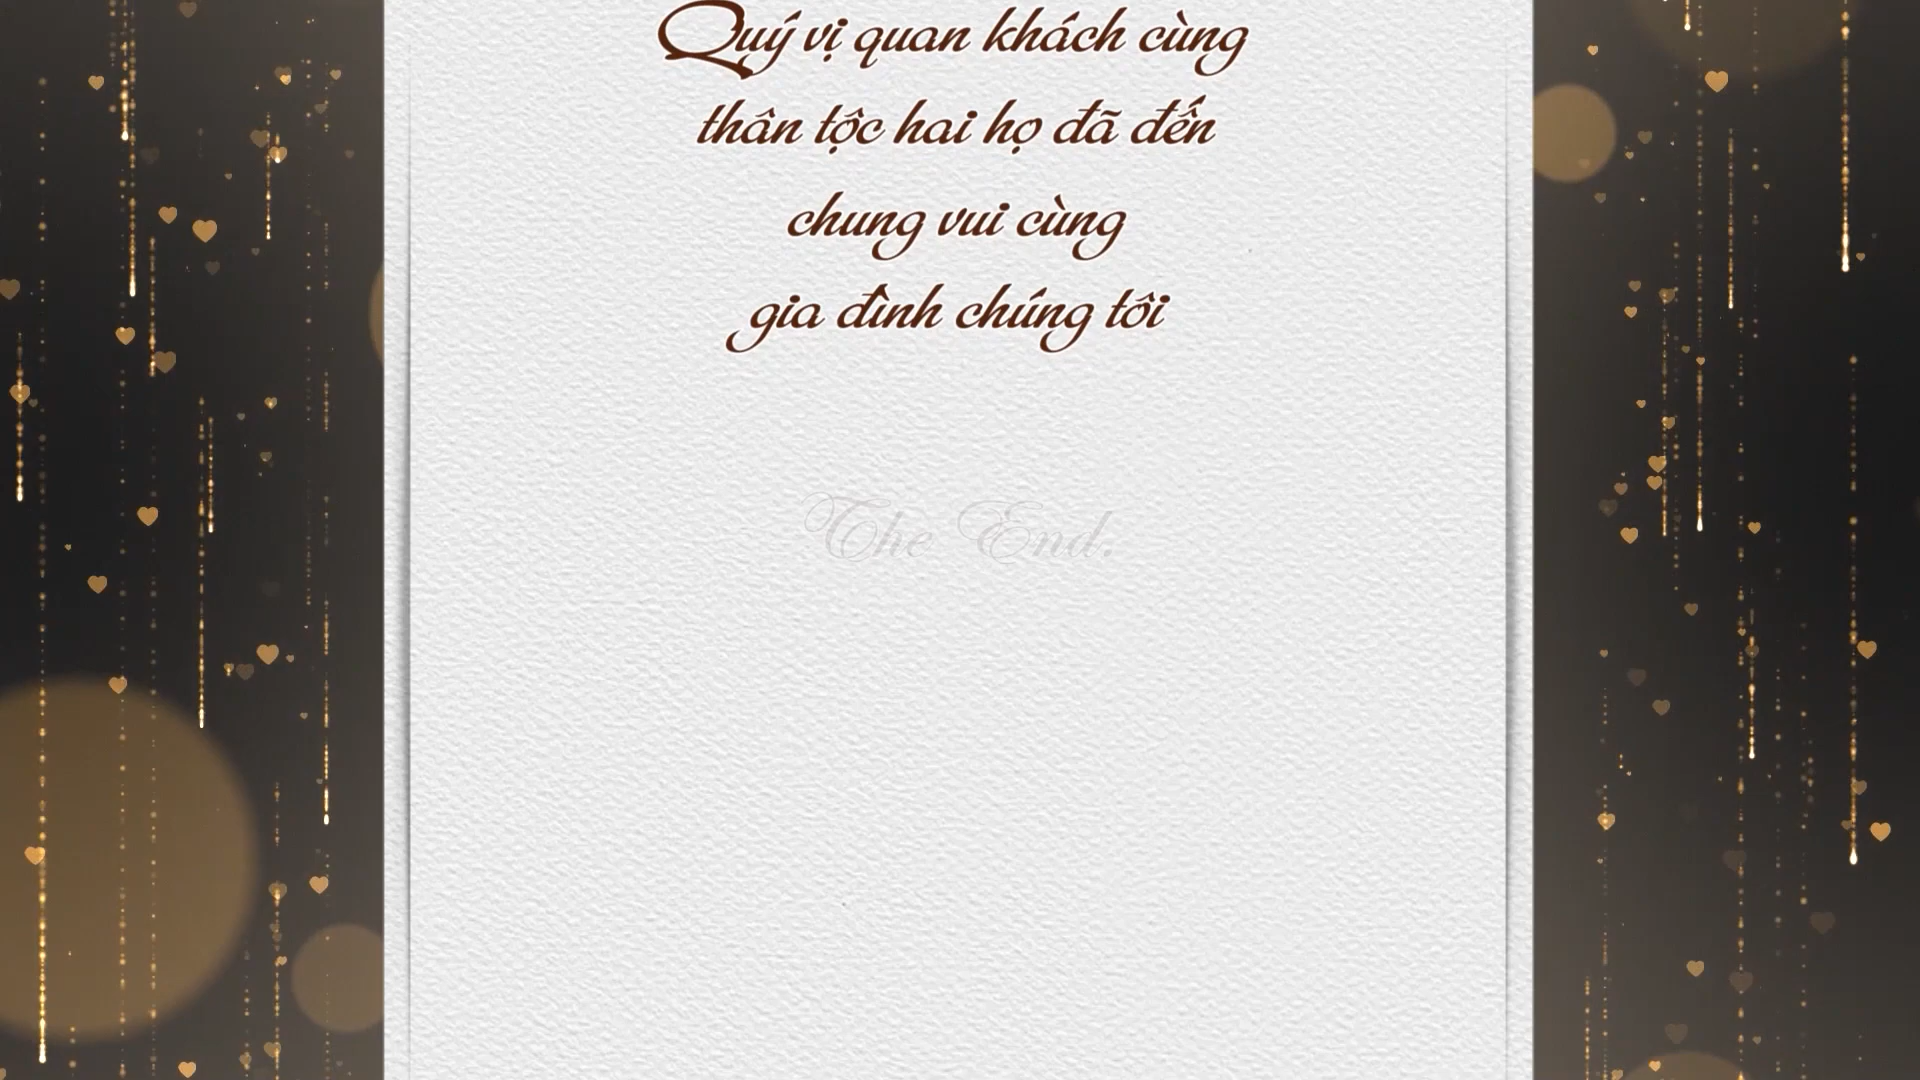 Quý vị quan khách cùng
thân tộc hai họ đã đến
chung vui cùng
gia đình chúng tôi
The End.